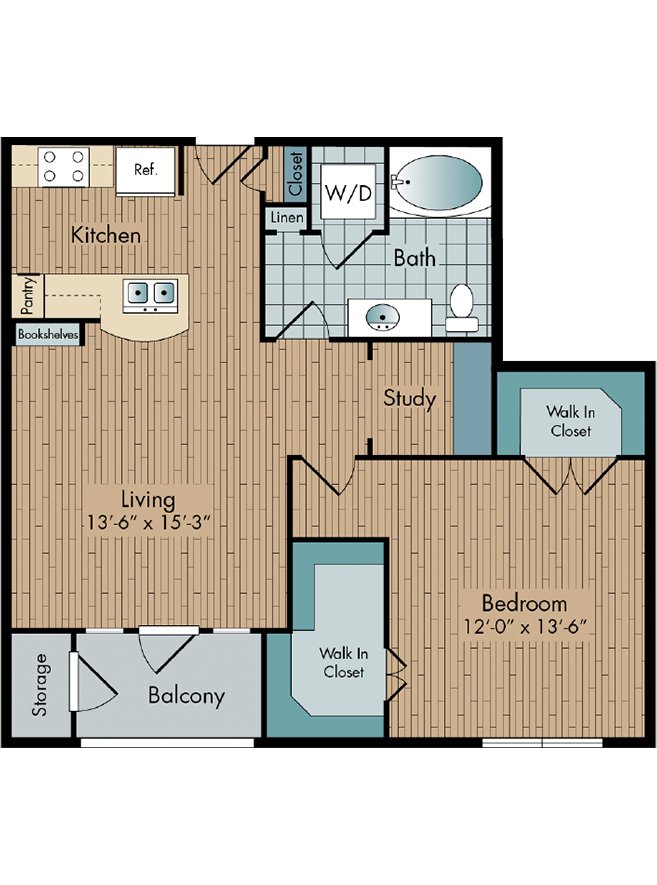 Ref.
Closet
W/D
Linen
Kitchen
Bath
Pantry
Bookshelves
Study
Walk In
Closet
Living
13'-6" x 15'-3"
Bedroom
12'-0" x 13'-6"
Walk In
Closet
Storage
Balcony